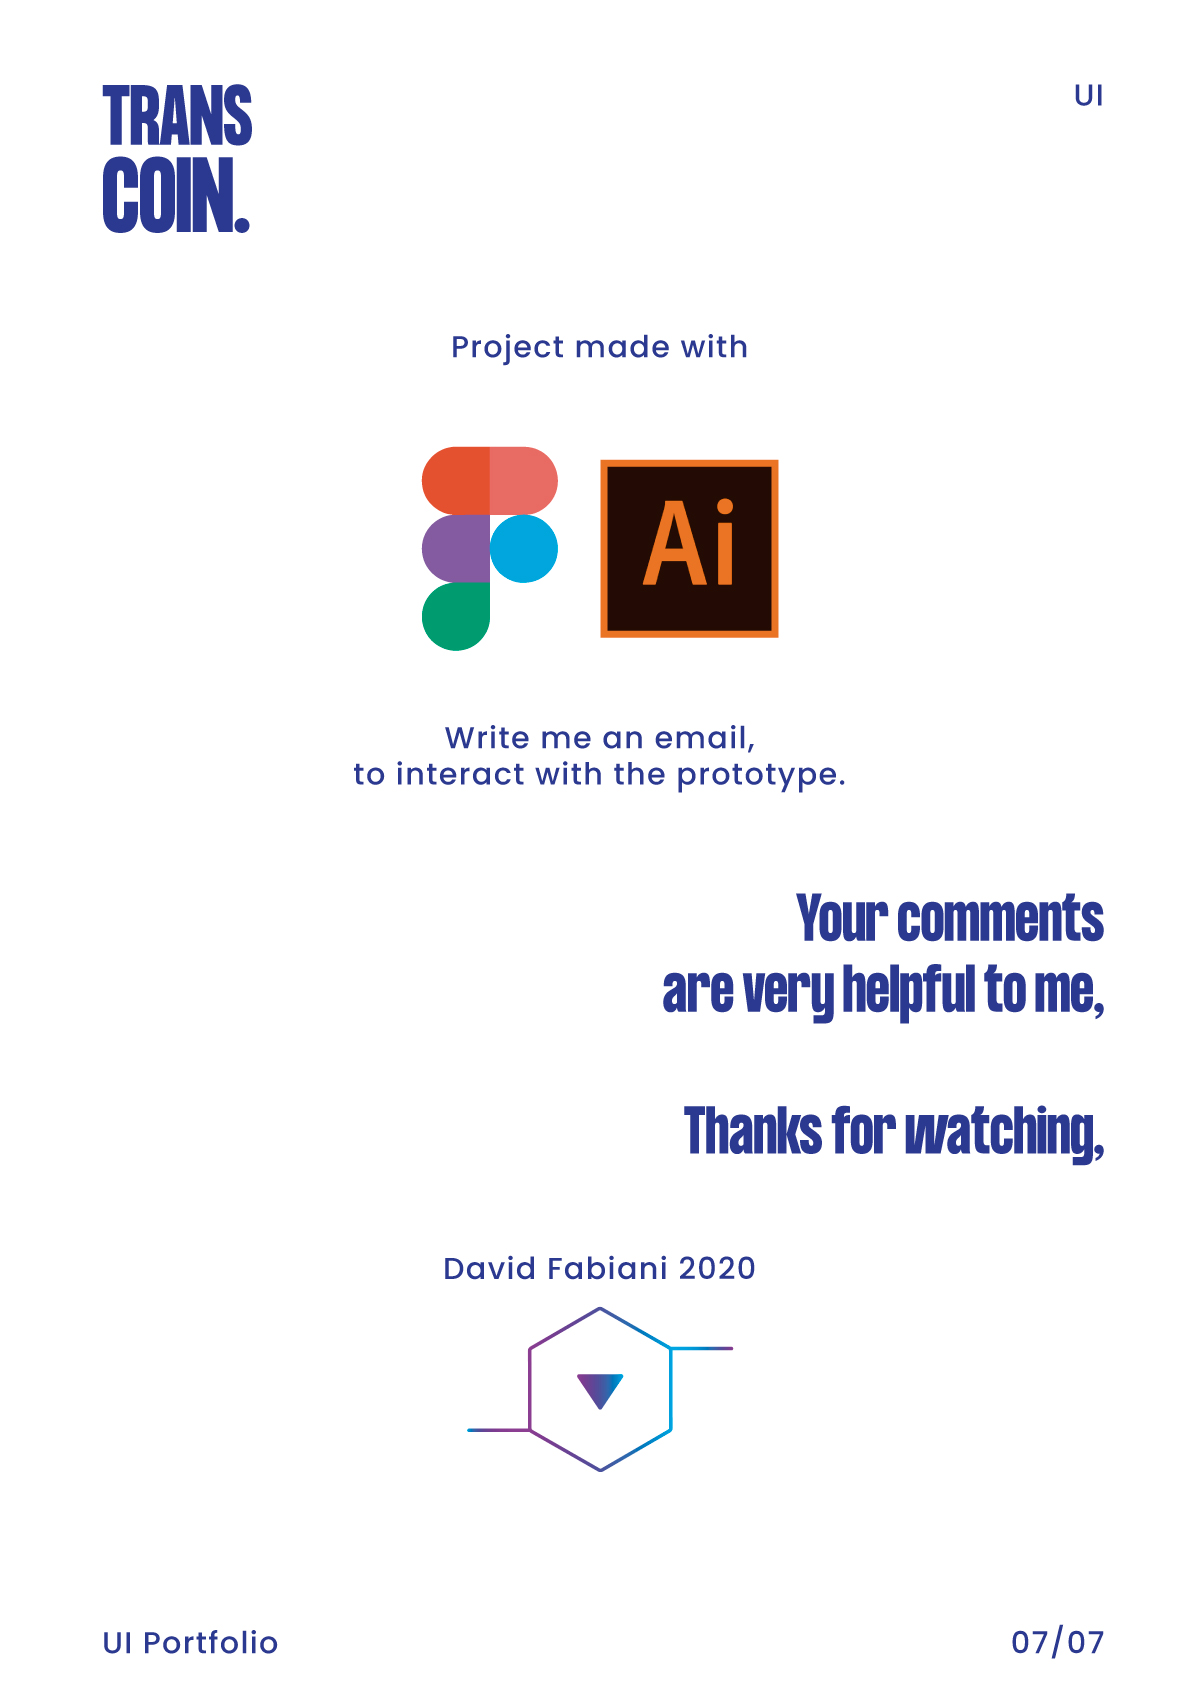 TRANS
COIN.
UI
Project made with
Ai
Write me an email,
to interact with the prototype.
Your comments
are very helpful to me,
Thanks for watching,
David Fabiani 2020
UI Portfolio
07/07